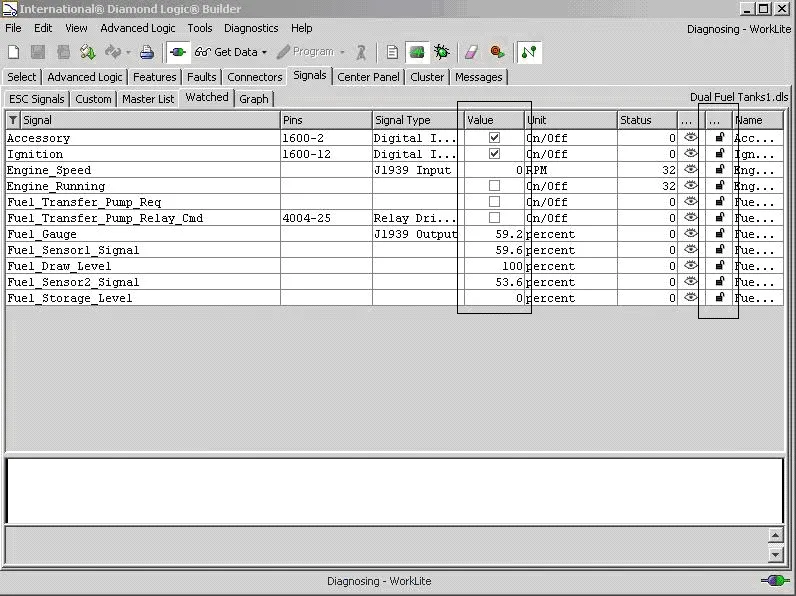 International® Diamond Logic® Builder
File Edit View Advanced Logic Tools Diagnostics Help Diagnosing - WorkLite
Get Data Program
Select Advanced Logic Features Faults Connectors Signals Center Panel Cluster Messages
ESC Signals Custom Master List Watched Graph Dual Fuel Tanks1.dls
Signal Pins Signal Type Value Unit Status ... ... Name
Accessory 1600-2 Digital I... On/Off 0 Acc...
Ignition 1600-12 Digital I... On/Off 0 Ign...
Engine_Speed J1939 Input 0 RPM 32 Eng...
Engine_Running On/Off 32 Eng...
Fuel_Transfer_Pump_Req On/Off 0 Fue...
Fuel_Transfer_Pump_Relay_Cmd 4004-25 Relay Dri... On/Off 0 Fue...
Fuel_Gauge J1939 Output 59.2 percent 0 Fue...
Fuel_Sensor1_Signal 59.6 percent 0 Fue...
Fuel_Draw_Level 100 percent 0 Fue...
Fuel_Sensor2_Signal 53.6 percent 0 Fue...
Fuel_Storage_Level 0 percent 0 Fue...
Diagnosing - WorkLite